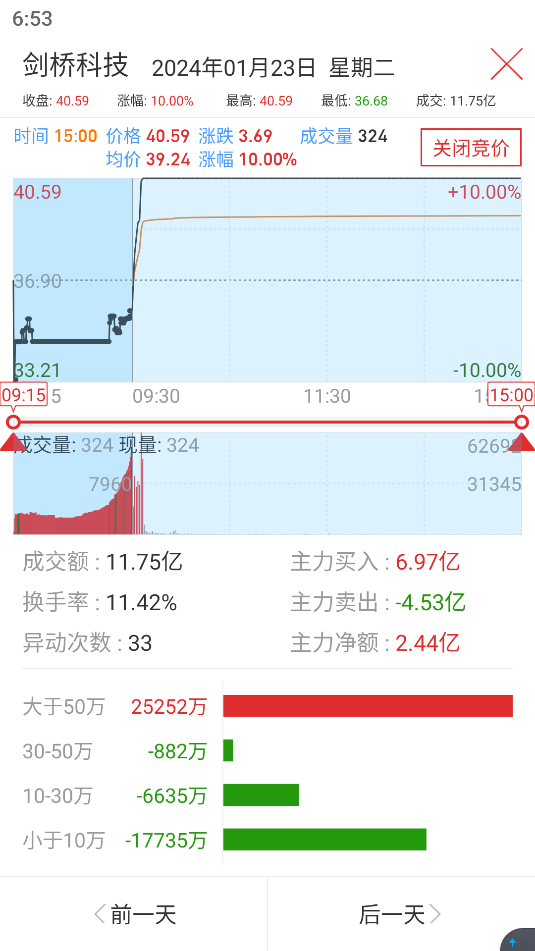 6:53
剑桥科技 2024年01月23日 星期二
收盘: 40.59 涨幅: 10.00% 最高: 40.59 最低: 36.68 成交: 11.75亿
时间 15:00 价格 40.59 涨跌 3.69 成交量 324
均价 39.24 涨幅 10.00%
关闭竞价
40.59 +10.00%
36.90
33.21 -10.00%
09:15 09:30 11:30 15:00
成交量: 324 现量: 324
7960 31345
成交额 : 11.75亿 主力买入 : 6.97亿
换手率 : 11.42% 主力卖出 : -4.53亿
异动次数 : 33 主力净额 : 2.44亿
大于50万 25252万
30-50万 -882万
10-30万 -6635万
小于10万 -17735万
前一天 后一天